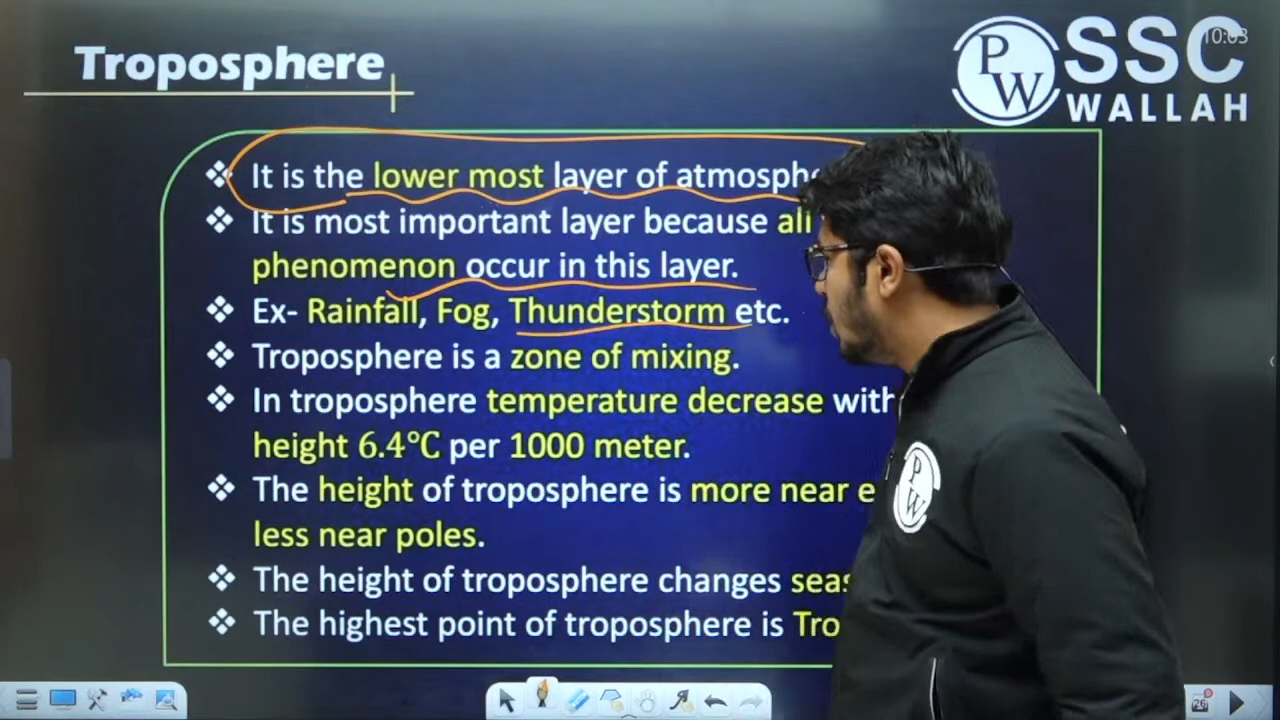 Troposphere
PW
SSC
WALLAH
10:03
❖ It is the lower most layer of
❖ It is most important layer because all
phenomenon occur in this layer.
❖ Ex- Rainfall, Fog, Thunderstorm etc.
❖ Troposphere is a zone of mixing.
❖ In troposphere temperature decrease with
height 6.4°C per 1000 meter.
❖ The height of troposphere is more near
less near poles.
❖ The height of troposphere changes
❖ The highest point of troposphere is
PW
26